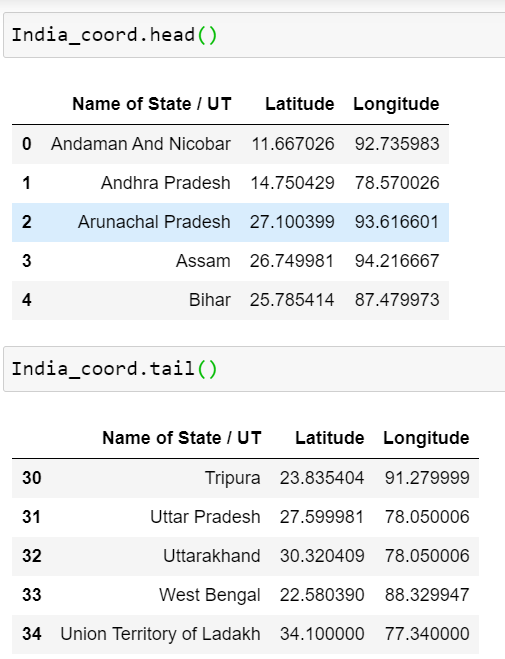 India_coord.head()
Name of State / UT Latitude Longitude
0 Andaman And Nicobar 11.667026 92.735983
1 Andhra Pradesh 14.750429 78.570026
2 Arunachal Pradesh 27.100399 93.616601
3 Assam 26.749981 94.216667
4 Bihar 25.785414 87.479973
India_coord.tail()
Name of State / UT Latitude Longitude
30 Tripura 23.835404 91.279999
31 Uttar Pradesh 27.599981 78.050006
32 Uttarakhand 30.320409 78.050006
33 West Bengal 22.580390 88.329947
34 Union Territory of Ladakh 34.100000 77.340000